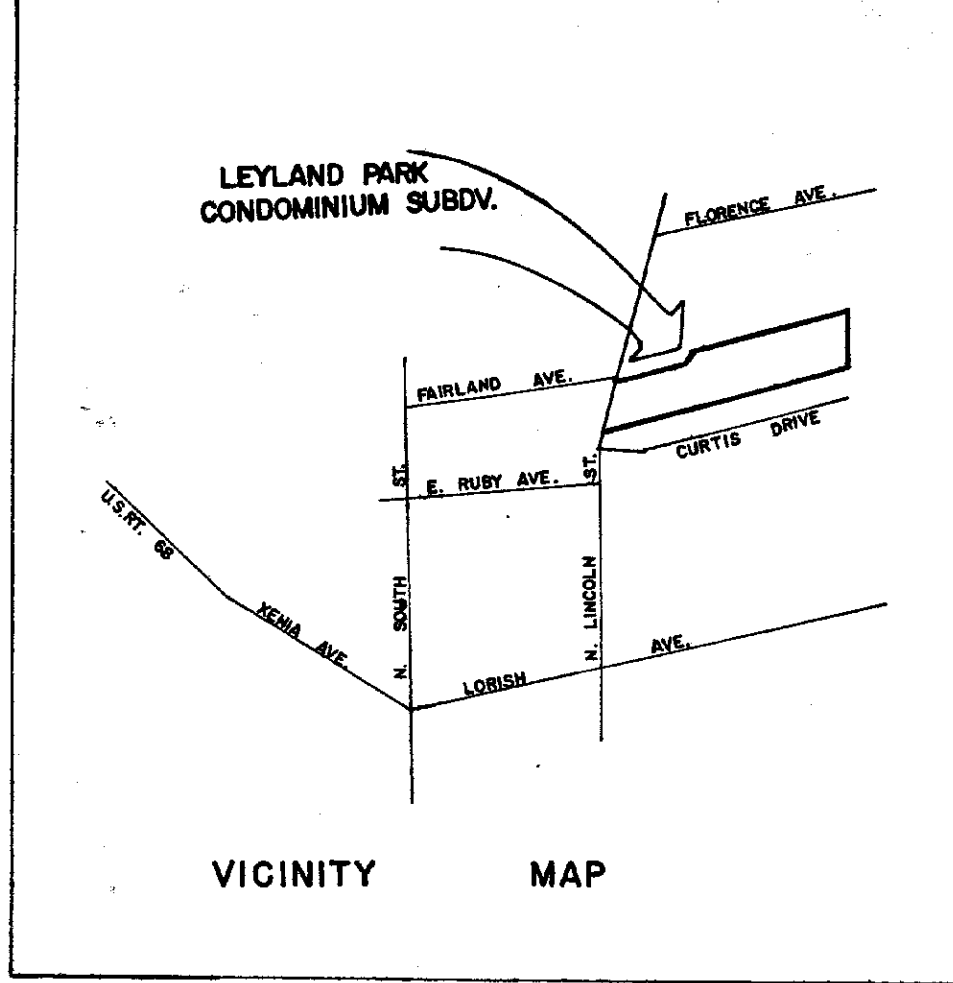 LEYLAND PARK
CONDOMINIUM SUBDV.
FLORENCE AVE.
FAIRLAND AVE.
CURTIS DRIVE
ST.
E. RUBY AVE.
ST.
U.S.RT. 68
XENIA AVE.
N. SOUTH
N. LINCOLN
LORISH AVE.
VICINITY MAP